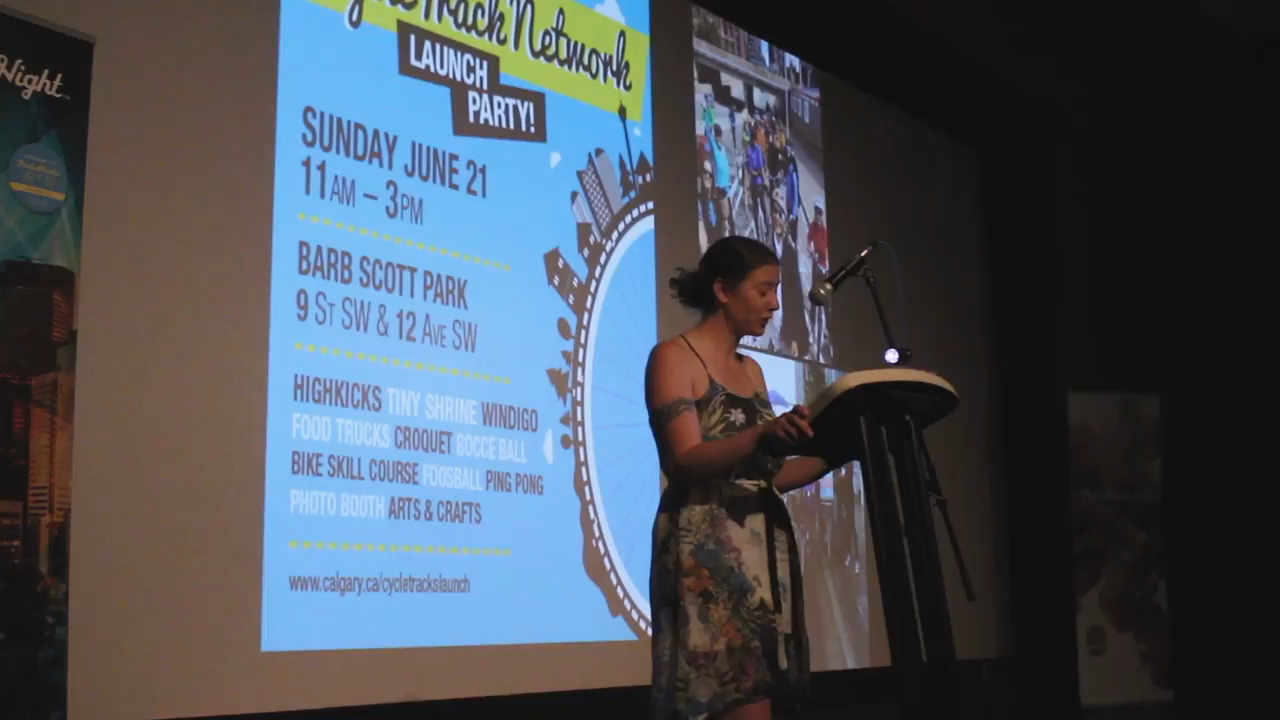 Night
Track Network
LAUNCH
PARTY!
SUNDAY JUNE 21
11AM – 3PM
BARB SCOTT PARK
9 ST SW & 12 AVE SW
HIGHKICKS TINY SHRINE WINDIGO
FOOD TRUCKS CROQUET BOCCE BALL
BIKE SKILL COURSE FOOSBALL PING PONG
PHOTO BOOTH ARTS & CRAFTS
www.calgary.ca/cycletrackslaunch